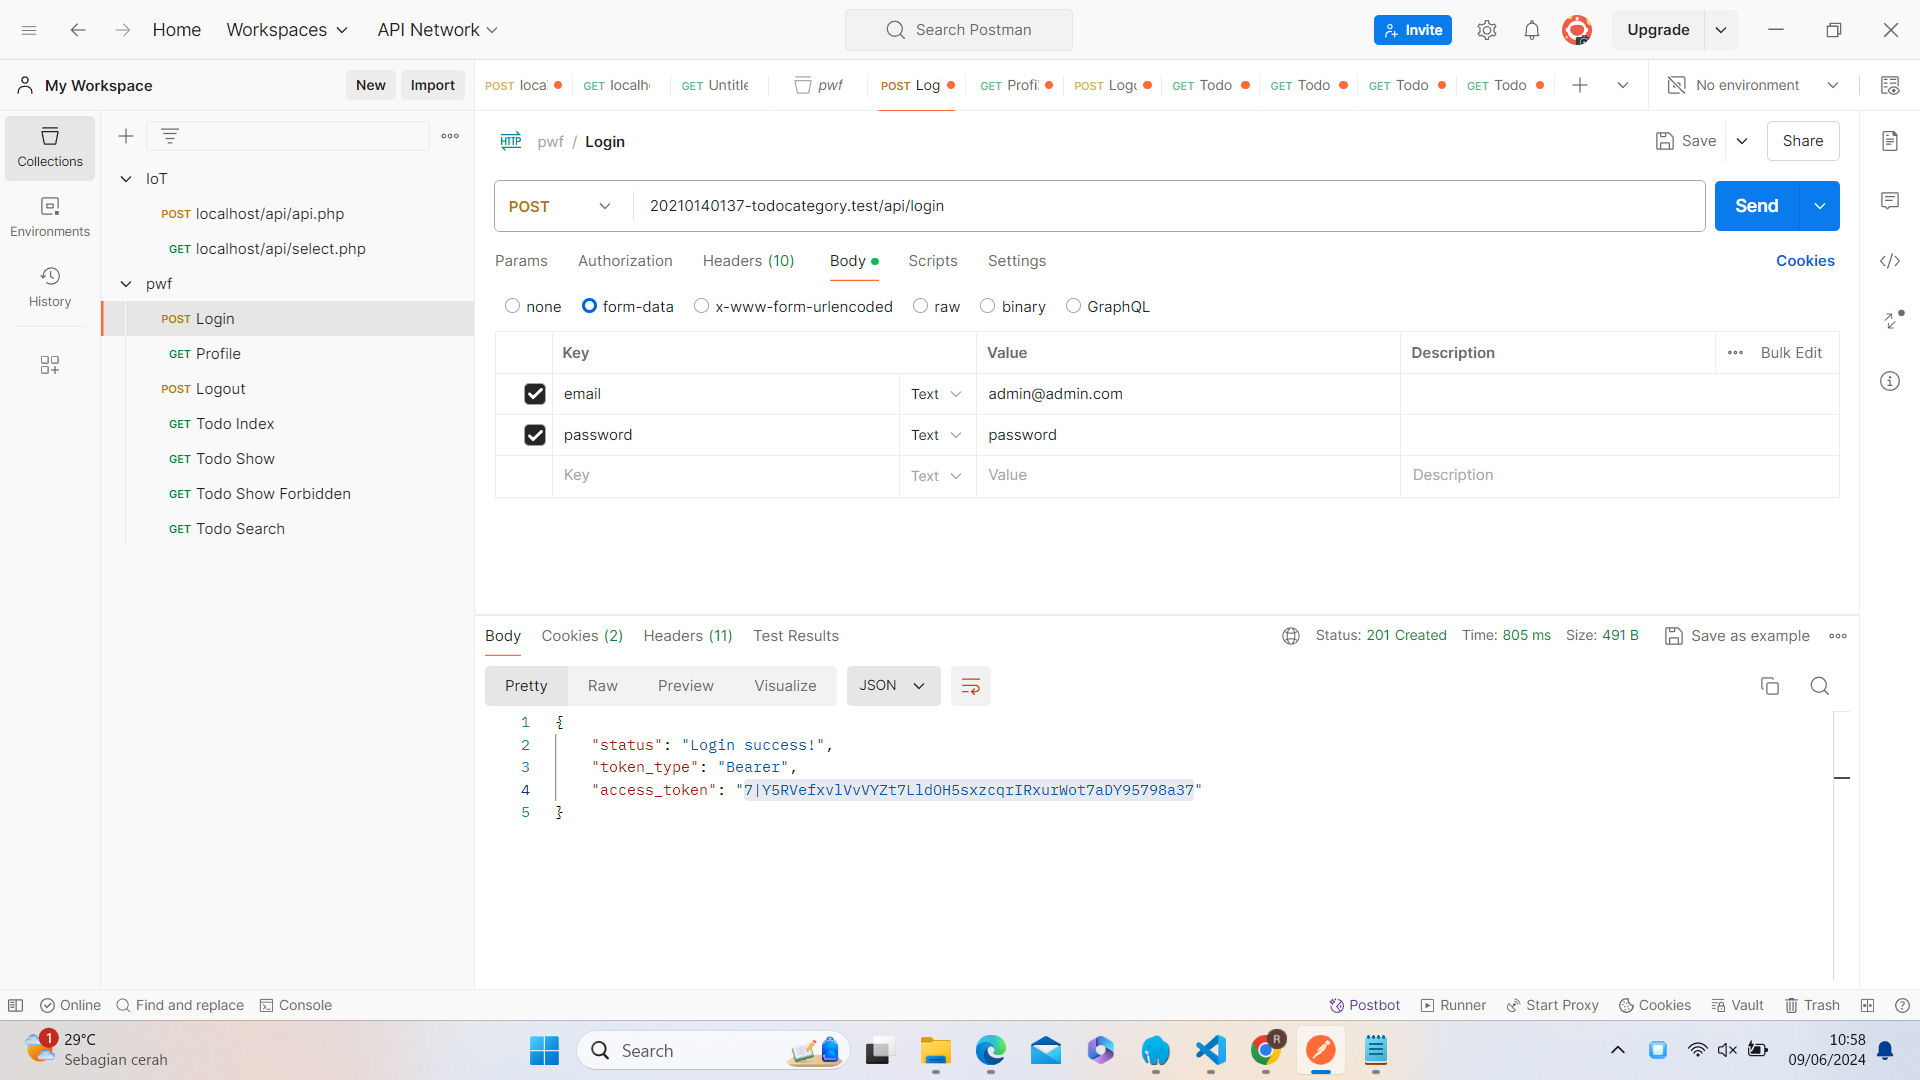 Home Workspaces API Network Search Postman Invite Upgrade
My Workspace New Import
POST loca GET localh GET Untitle pwf POST Log GET Profi POST Logo GET Todo GET Todo GET Todo GET Todo No environment
Collections
Environments
History
IoT
POST localhost/api/api.php
GET localhost/api/select.php
pwf
POST Login
GET Profile
POST Logout
GET Todo Index
GET Todo Show
GET Todo Show Forbidden
GET Todo Search
HTTP pwf / Login Save Share
POST 20210140137-todocategory.test/api/login Send
Params Authorization Headers (10) Body Scripts Settings Cookies
none form-data x-www-form-urlencoded raw binary GraphQL
Key Value Description Bulk Edit
email Text admin@admin.com
password Text password
Key Text Value Description
Body Cookies (2) Headers (11) Test Results Status: 201 Created Time: 805 ms Size: 491 B Save as example
Pretty Raw Preview Visualize JSON
1 {
2 "status": "Login success!",
3 "token_type": "Bearer",
4 "access_token": "7|Y5RVefxvlVvVYZt7LldOH5sxzcqrIRxurWot7aDY95798a37"
5 }
Online Find and replace Console Postbot Runner Start Proxy Cookies Vault Trash
1 29°C
Sebagian cerah
Search
R
10:58
09/06/2024